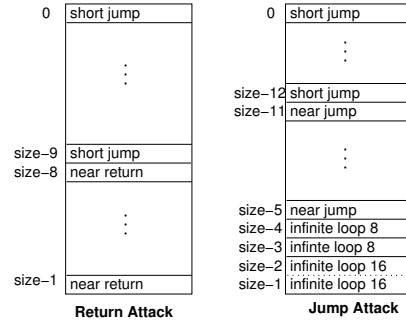 0 short jump
size−9 short jump
size−8 near return
size−1 near return
Return Attack
0 short jump
size−12 short jump
size−11 near jump
size−5 near jump
size−4 infinite loop 8
size−3 infinte loop 8
size−2 infinite loop 16
size−1 infinite loop 16
Jump Attack